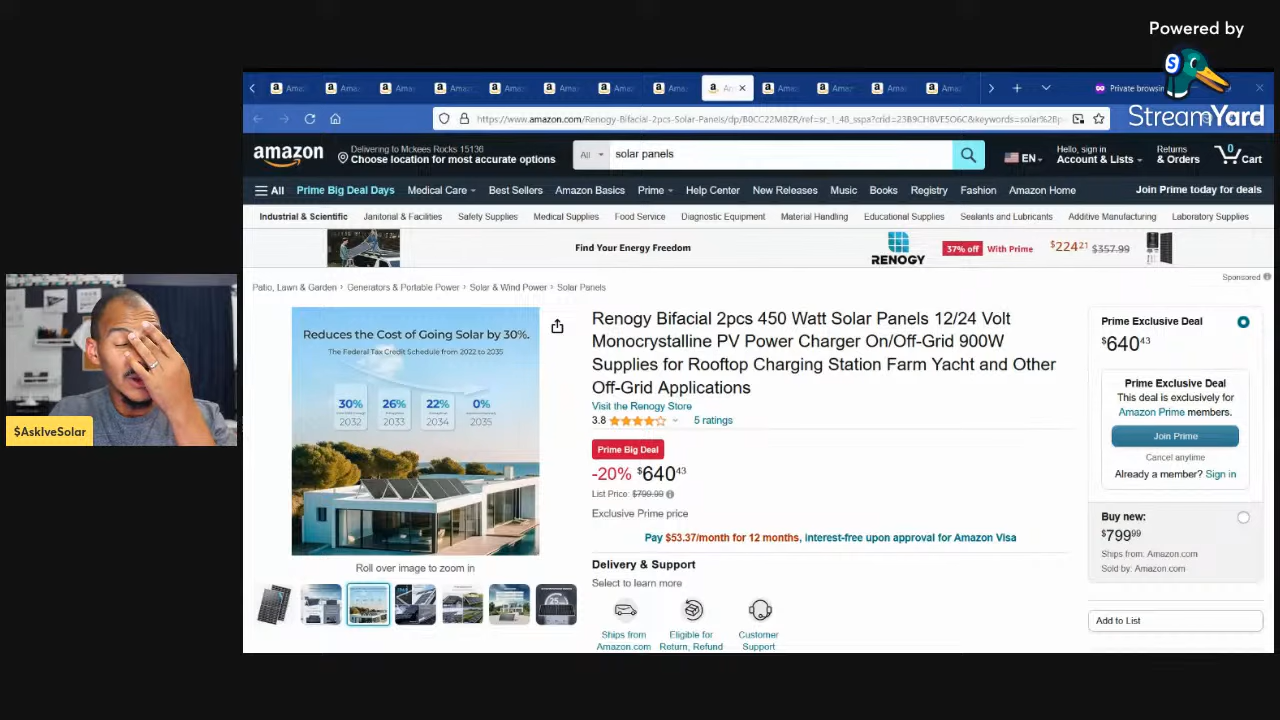 Powered by
StreamYard
Private browsin
https://www.amazon.com/Renogy-Bifacial-2pcs-Solar-Panels/dp/B0CC22M8ZR/ref=sr_1_48_sspa?crid=23B9CH8VE5O6C&keywords=solar%2
amazon
Delivering to Mckees Rocks 15136
Choose location for most accurate options
All
solar panels
EN
Hello, sign in
Account & Lists
Returns
& Orders
0
Cart
All
Prime Big Deal Days
Medical Care
Best Sellers
Amazon Basics
Prime
Help Center
New Releases
Music
Books
Registry
Fashion
Amazon Home
Join Prime today for deals
Industrial & Scientific
Janitorial & Facilities
Safety Supplies
Medical Supplies
Food Service
Diagnostic Equipment
Material Handling
Educational Supplies
Sealants and Lubricants
Additive Manufacturing
Laboratory Supplies
Find Your Energy Freedom
RENOGY
37% off With Prime
$224.21 $357.99
Sponsored
Patio, Lawn & Garden › Generators & Portable Power › Solar & Wind Power › Solar Panels
Reduces the Cost of Going Solar by 30%.
The Federal Tax Credit Schedule from 2022 to 2035
30% 26% 22% 0%
2032 2033 2034 2035
Roll over image to zoom in
25
Renogy Bifacial 2pcs 450 Watt Solar Panels 12/24 Volt
Monocrystalline PV Power Charger On/Off-Grid 900W
Supplies for Rooftop Charging Station Farm Yacht and Other
Off-Grid Applications
Visit the Renogy Store
3.8 5 ratings
Prime Big Deal
-20% $640.43
List Price: $799.99
Exclusive Prime price
Pay $53.37/month for 12 months, interest-free upon approval for Amazon Visa
Delivery & Support
Select to learn more
Ships from
Amazon.com
Eligible for
Return, Refund
Customer
Support
Prime Exclusive Deal
$640.43
Prime Exclusive Deal
This deal is exclusively for
Amazon Prime members.
Join Prime
Cancel anytime
Already a member? Sign in
Buy new:
$799.99
Ships from: Amazon.com
Sold by: Amazon.com
Add to List
$AskIveSolar